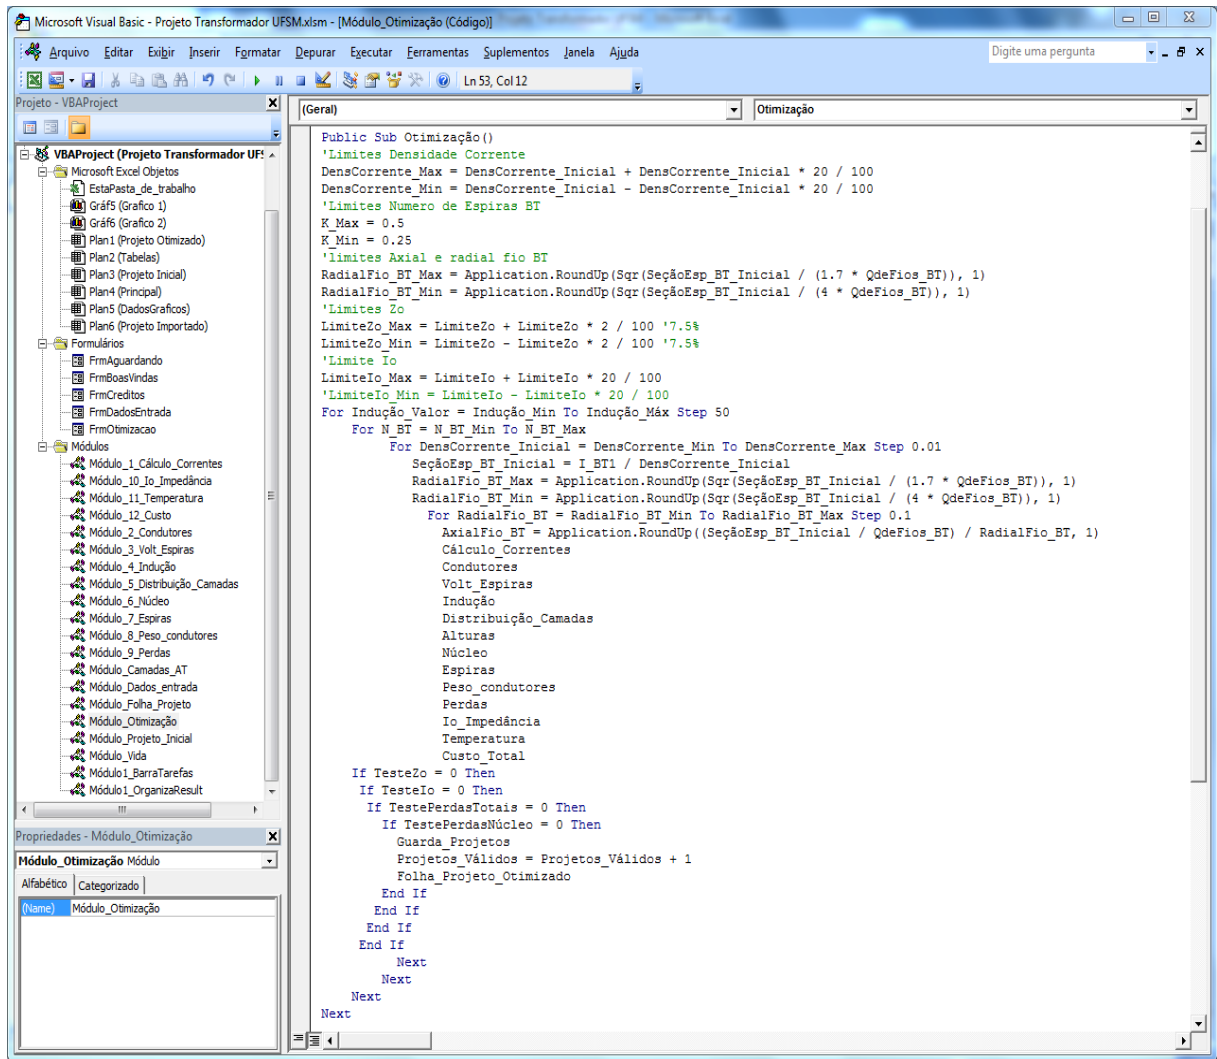 Microsoft Visual Basic - Projeto Transformador UFSM.xlsm - [Módulo_Otimização (Código)]
Arquivo Editar Exibir Inserir Formatar Depurar Executar Ferramentas Suplementos Janela Ajuda
Digite uma pergunta
Ln 53, Col 12
Projeto - VBAProject
VBAProject (Projeto Transformador UFS
Microsoft Excel Objetos
EstaPasta_de_trabalho
Gráf5 (Grafico 1)
Gráf6 (Grafico 2)
Plan1 (Projeto Otimizado)
Plan2 (Tabelas)
Plan3 (Projeto Inicial)
Plan4 (Principal)
Plan5 (DadosGraficos)
Plan6 (Projeto Importado)
Formulários
FrmAguardando
FrmBoasVindas
FrmCreditos
FrmDadosEntrada
FrmOtimizacao
Módulos
Módulo_1_Cálculo_Correntes
Módulo_10_Io_Impedância
Módulo_11_Temperatura
Módulo_12_Custo
Módulo_2_Condutores
Módulo_3_Volt_Espiras
Módulo_4_Indução
Módulo_5_Distribuição_Camadas
Módulo_6_Núcleo
Módulo_7_Espiras
Módulo_8_Peso_condutores
Módulo_9_Perdas
Módulo_Camadas_AT
Módulo_Dados_entrada
Módulo_Folha_Projeto
Módulo_Otimização
Módulo_Projeto_Inicial
Módulo_Vida
Módulo1_BarraTarefas
Módulo1_OrganizaResult
Propriedades - Módulo_Otimização
Módulo_Otimização Módulo
Alfabético Categorizado
(Name) Módulo_Otimização
(Geral)
Otimização
Public Sub Otimização()
'Limites Densidade Corrente
DensCorrente_Max = DensCorrente_Inicial + DensCorrente_Inicial * 20 / 100
DensCorrente_Min = DensCorrente_Inicial - DensCorrente_Inicial * 20 / 100
'Limites Numero de Espiras BT
K_Max = 0.5
K_Min = 0.25
'limites Axial e radial fio BT
RadialFio_BT_Max = Application.RoundUp(Sqr(SeçãoEsp_BT_Inicial / (1.7 * QdeFios_BT)), 1)
RadialFio_BT_Min = Application.RoundUp(Sqr(SeçãoEsp_BT_Inicial / (4 * QdeFios_BT)), 1)
'Limites Zo
LimiteZo_Max = LimiteZo + LimiteZo * 2 / 100 '7.5%
LimiteZo_Min = LimiteZo - LimiteZo * 2 / 100 '7.5%
'Limite Io
LimiteIo_Max = LimiteIo + LimiteIo * 20 / 100
'LimiteIo_Min = LimiteIo - LimiteIo * 20 / 100
For Indução_Valor = Indução_Min To Indução_Máx Step 50
For N_BT = N_BT_Min To N_BT_Max
For DensCorrente_Inicial = DensCorrente_Min To DensCorrente_Max Step 0.01
SeçãoEsp_BT_Inicial = I_BT1 / DensCorrente_Inicial
RadialFio_BT_Max = Application.RoundUp(Sqr(SeçãoEsp_BT_Inicial / (1.7 * QdeFios_BT)), 1)
RadialFio_BT_Min = Application.RoundUp(Sqr(SeçãoEsp_BT_Inicial / (4 * QdeFios_BT)), 1)
For RadialFio_BT = RadialFio_BT_Min To RadialFio_BT_Max Step 0.1
AxialFio_BT = Application.RoundUp((SeçãoEsp_BT_Inicial / QdeFios_BT) / RadialFio_BT, 1)
Cálculo_Correntes
Condutores
Volt_Espiras
Indução
Distribuição_Camadas
Alturas
Núcleo
Espiras
Peso_condutores
Perdas
Io_Impedância
Temperatura
Custo_Total
If TesteZo = 0 Then
If TesteIo = 0 Then
If TestePerdasTotais = 0 Then
If TestePerdasNúcleo = 0 Then
Guarda_Projetos
Projetos_Válidos = Projetos_Válidos + 1
Folha_Projeto_Otimizado
End If
End If
End If
End If
Next
Next
Next
Next